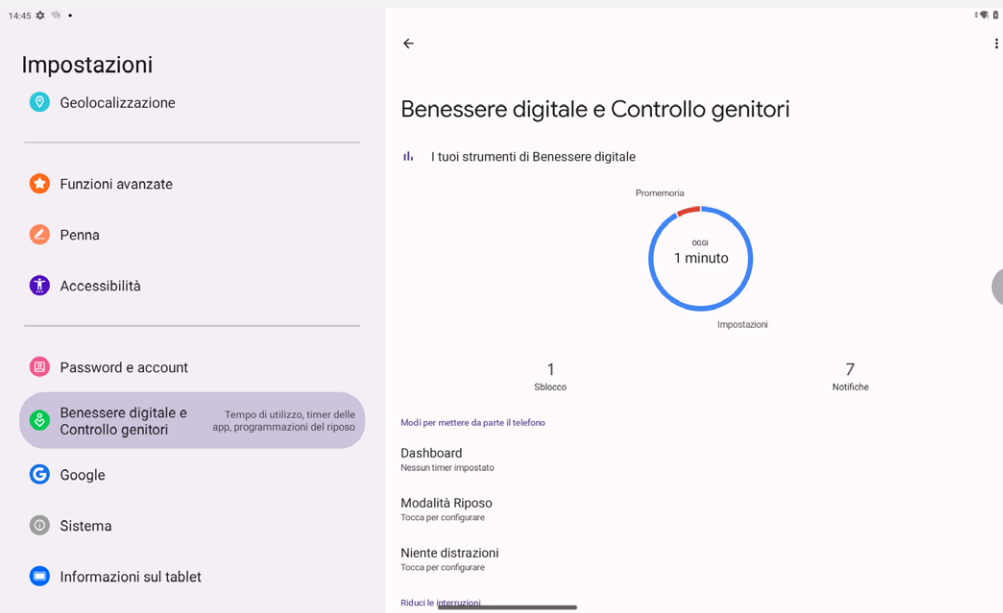 14:45
Impostazioni
Geolocalizzazione
Funzioni avanzate
Penna
Accessibilità
Password e account
Benessere digitale e
Controllo genitori
Tempo di utilizzo, timer delle
app, programmazioni del riposo
Google
Sistema
Informazioni sul tablet
Benessere digitale e Controllo genitori
I tuoi strumenti di Benessere digitale
Promemoria
OGGI
1 minuto
Impostazioni
1
Sblocco
7
Notifiche
Modi per mettere da parte il telefono
Dashboard
Nessun timer impostato
Modalità Riposo
Tocca per configurare
Niente distrazioni
Tocca per configurare
Riduci le interruzioni